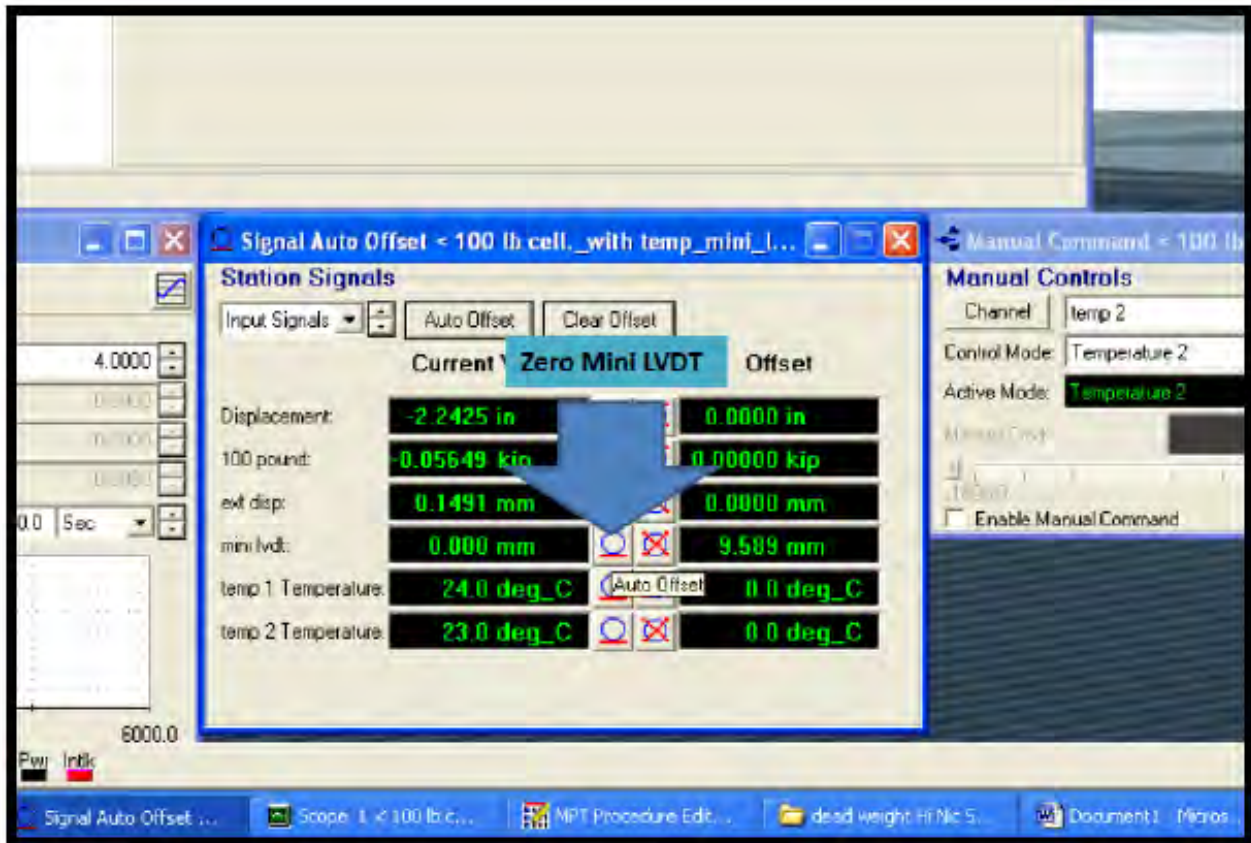 Signal Auto Offset < 100 lb cell._with temp_mini_l...
Manual Command < 100 lb
Station Signals
Manual Controls
Input Signals Auto Offset Clear Offset
Channel temp 2
4.0000
Control Mode: Temperature 2
Current Zero Mini LVDT Offset
Active Mode: Temperature 2
Displacement: -2.2425 in 0.0000 in
100 pound: -0.05649 kip 0.00000 kip
ext disp: 0.1491 mm 0.0000 mm
Sec
Enable Manual Command
mini lvdt: 0.000 mm 9.589 mm
temp 1 Temperature: 24.0 deg_C Auto Offset 0.0 deg_C
temp 2 Temperature: 23.0 deg_C 0.0 deg_C
6000.0
Pwr Intlk
Signal Auto Offset ... Scope 1 < 100 lb c... MPT Procedure Edit... dead weight Document1 - Micros...